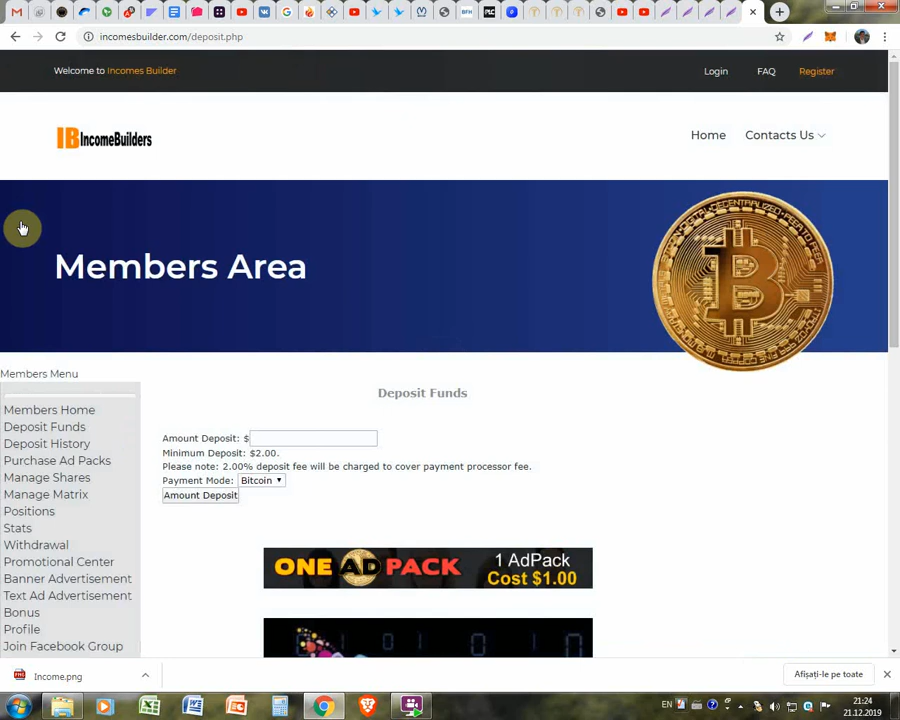 incomesbuilder.com/deposit.php
Welcome to Incomes Builder
Login
FAQ
Register
IB IncomeBuilders
Home
Contacts Us
Members Area
Members Menu
Members Home
Deposit Funds
Deposit History
Purchase Ad Packs
Manage Shares
Manage Matrix
Positions
Stats
Withdrawal
Promotional Center
Banner Advertisement
Text Ad Advertisement
Bonus
Profile
Join Facebook Group
Deposit Funds
Amount Deposit: $
Minimum Deposit: $2.00.
Please note: 2.00% deposit fee will be charged to cover payment processor fee.
Payment Mode: Bitcoin
Amount Deposit
ONE AD PACK
1 AdPack
Cost $1.00
Income.png
Afișați-le pe toate
EN
21:24
21.12.2019